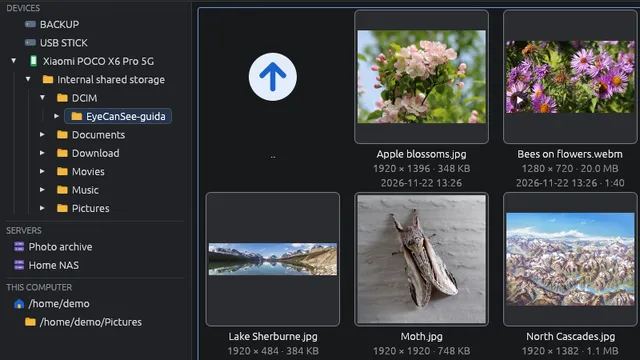 DEVICES
BACKUP
USB STICK
Xiaomi POCO X6 Pro 5G
Internal shared storage
DCIM
EyeCanSee-guida
Documents
Download
Movies
Music
Pictures
SERVERS
Photo archive
Home NAS
THIS COMPUTER
/home/demo
/home/demo/Pictures
..
Apple blossoms.jpg
1920 × 1396 · 348 KB
2026-11-22 13:26
Bees on flowers.webm
1280 × 720 · 20.0 MB
2026-11-22 13:26 · 1:40
Lake Sherburne.jpg
1920 × 484 · 384 KB
Moth.jpg
1920 × 1920 · 748 KB
North Cascades.jpg
1920 × 1382 · 1.1 MB